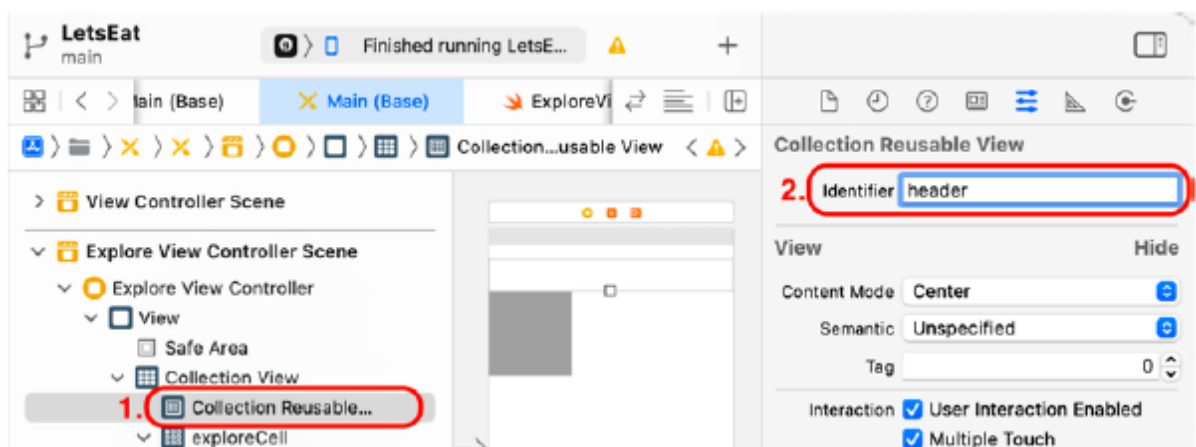 LetsEat
main
Finished running LetsE...
lain (Base)
Main (Base)
ExploreVi
Collection...usable View
Collection Reusable View
2. Identifier header
View Controller Scene
Explore View Controller Scene
View Hide
Explore View Controller
Content Mode Center
View
Semantic Unspecified
Safe Area
Tag 0
Collection View
1. Collection Reusable...
Interaction User Interaction Enabled
exploreCell
Multiple Touch